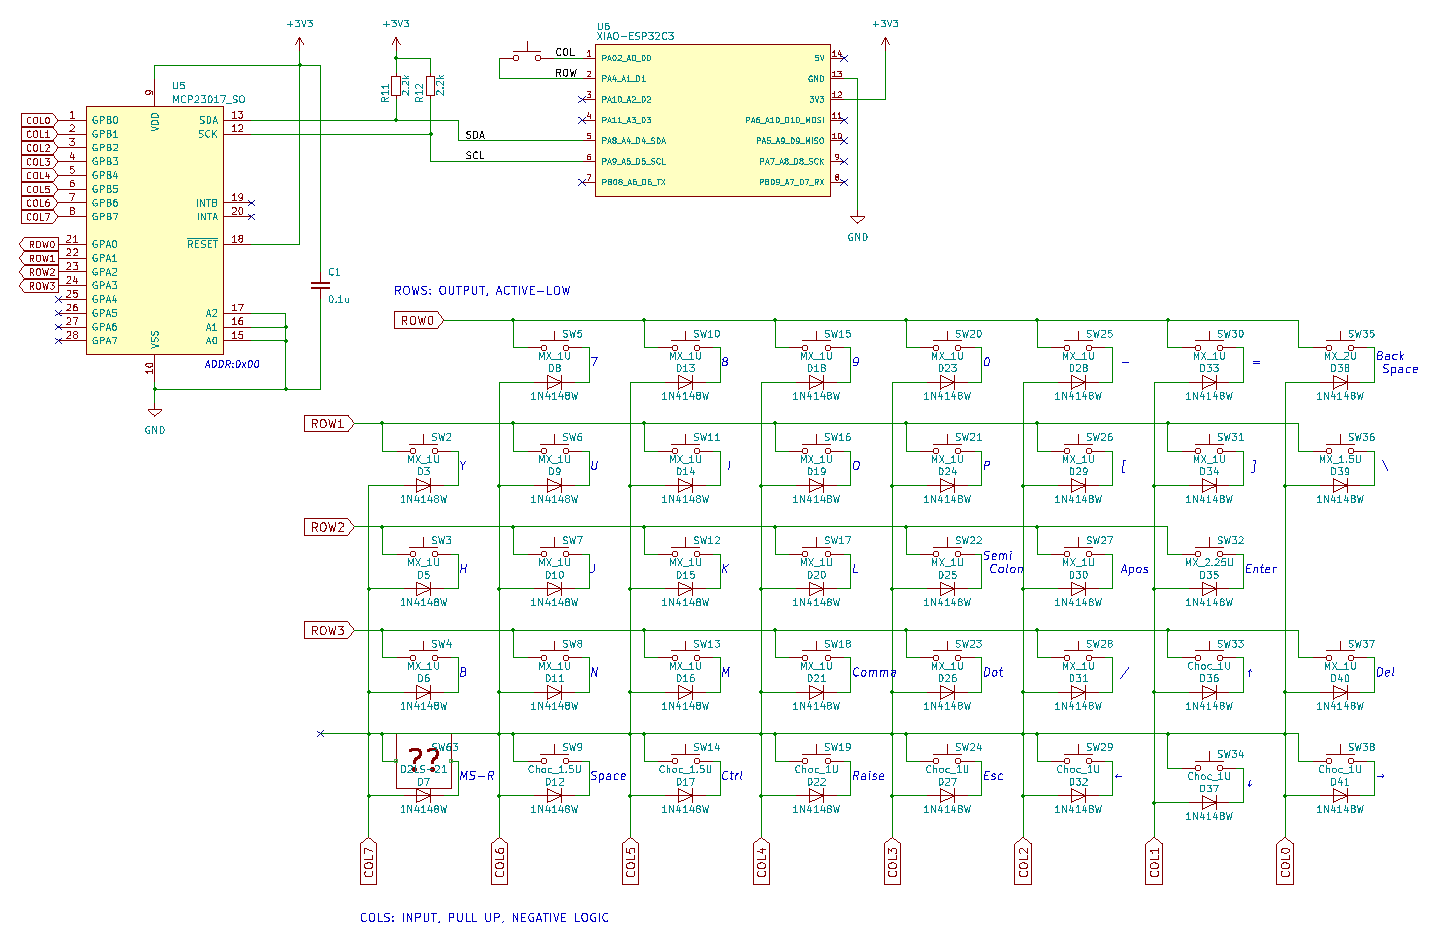 +3V3
+3V3
+3V3
U5
MCP23017_SO
9
VDD
COL0 1 GPB0
COL1 2 GPB1
COL2 3 GPB2
COL3 4 GPB3
COL4 5 GPB4
COL5 6 GPB5
COL6 7 GPB6
COL7 8 GPB7
ROW0 21 GPA0
ROW1 22 GPA1
ROW2 23 GPA2
ROW3 24 GPA3
25 GPA4
26 GPA5
27 GPA6
28 GPA7
SDA 13
SCK 12
INTB 19
INTA 20
RESET 18
A2 17
A1 16
A0 15
VSS
10
ADDR:0x00
GND
C1
0.1u
R11
2.2k
R12
2.2k
SDA
SCL
COL
ROW
U6
XIAO-ESP32C3
1 PA02_A0_D0
2 PA4_A1_D1
3 PA10_A2_D2
4 PA11_A3_D3
5 PA8_A4_D4_SDA
6 PA9_A5_D5_SCL
7 PB08_A6_D6_TX
5V 14
GND 13
3V3 12
PA6_A10_D10_MOSI 11
PA5_A9_D9_MISO 10
PA7_A8_D8_SCK 9
PB09_A7_D7_RX 8
GND
ROWS: OUTPUT, ACTIVE-LOW
ROW0
SW5 SW10 SW15 SW20 SW25 SW30 SW35
MX_1U MX_1U MX_1U MX_1U MX_1U MX_1U MX_2U
7 8 9 0 - = Back
Space
D8 D13 D18 D23 D28 D33 D38
1N4148W 1N4148W 1N4148W 1N4148W 1N4148W 1N4148W 1N4148W
ROW1
SW2 SW6 SW11 SW16 SW21 SW26 SW31 SW36
MX_1U MX_1U MX_1U MX_1U MX_1U MX_1U MX_1U MX_1.5U
Y U I O P [ ] \
D3 D9 D14 D19 D24 D29 D34 D39
1N4148W 1N4148W 1N4148W 1N4148W 1N4148W 1N4148W 1N4148W 1N4148W
ROW2
SW3 SW7 SW12 SW17 SW22 SW27 SW32
MX_1U MX_1U MX_1U MX_1U MX_1U MX_1U MX_2.25U
H J K L Semi
Colon Apos Enter
D5 D10 D15 D20 D25 D30 D35
1N4148W 1N4148W 1N4148W 1N4148W 1N4148W 1N4148W 1N4148W
ROW3
SW4 SW8 SW13 SW18 SW23 SW28 SW33 SW37
MX_1U MX_1U MX_1U MX_1U MX_1U MX_1U Choc_1U MX_1U
B N M Comma Dot / ↑ Del
D6 D11 D16 D21 D26 D31 D36 D40
1N4148W 1N4148W 1N4148W 1N4148W 1N4148W 1N4148W 1N4148W 1N4148W
SW63 SW9 SW14 SW19 SW24 SW29 SW34 SW38
??
D2LS-21 Choc_1.5U Choc_1.5U Choc_1U Choc_1U Choc_1U Choc_1U Choc_1U
MS-R Space Ctrl Raise Esc ← ↓ →
D7 D12 D17 D22 D27 D32 D37 D41
1N4148W 1N4148W 1N4148W 1N4148W 1N4148W 1N4148W 1N4148W 1N4148W
COL7 COL6 COL5 COL4 COL3 COL2 COL1 COL0
COLS: INPUT, PULL UP, NEGATIVE LOGIC